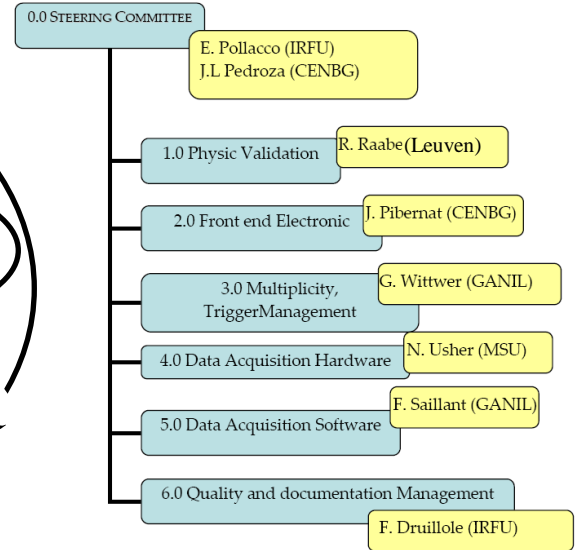 0.0 STEERING COMMITTEE
E. Pollacco (IRFU)
J.L Pedroza (CENBG)
1.0 Physic Validation
R. Raabe(Leuven)
2.0 Front end Electronic
J. Pibernat (CENBG)
3.0 Multiplicity,
TriggerManagement
G. Wittwer (GANIL)
4.0 Data Acquisition Hardware
N. Usher (MSU)
5.0 Data Acquisition Software
F. Saillant (GANIL)
6.0 Quality and documentation Management
F. Druillole (IRFU)